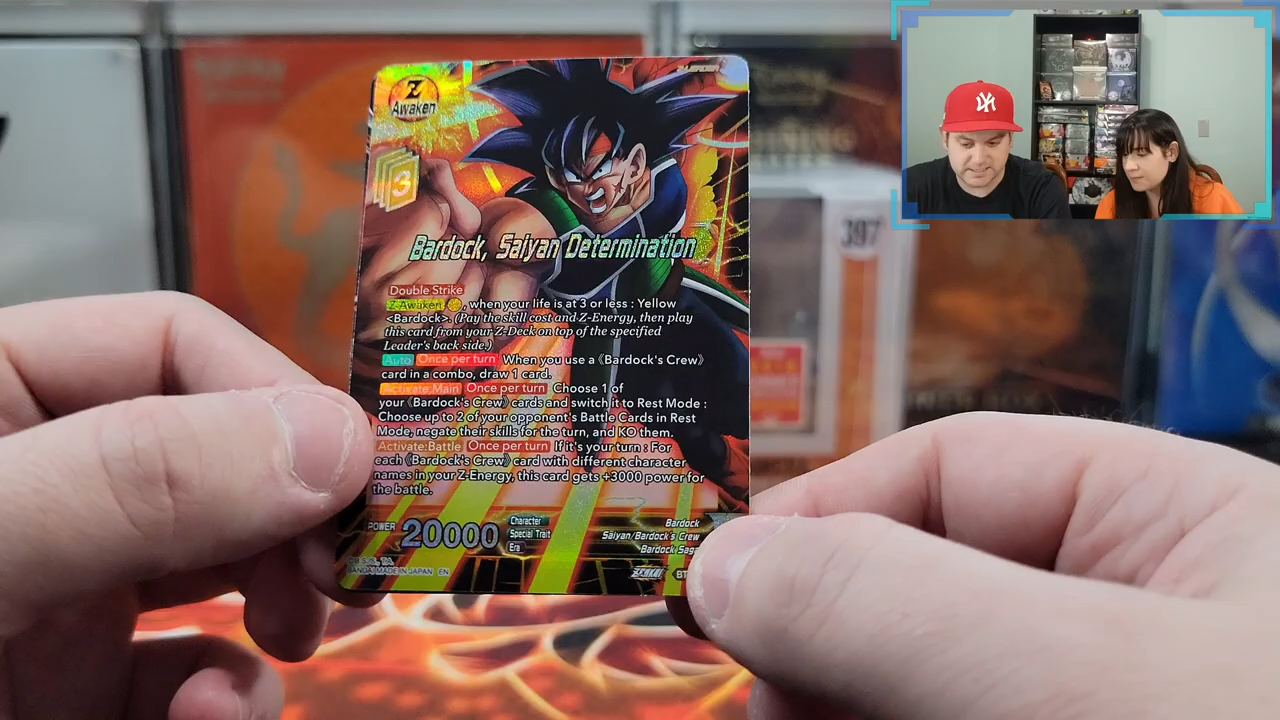 Z
Awaken
3
397
Bardock, Saiyan Determination
Double Strike
Z-Awaken , when your life is at 3 or less : Yellow
<Bardock>. (Pay the skill cost and Z-Energy, then play
this card from your Z-Deck on top of the specified
Leader's back side.)
Auto Once per turn When you use a 《Bardock's Crew》
card in a combo, draw 1 card.
Activate:Main Once per turn Choose 1 of
your 《Bardock's Crew》 cards and switch it to Rest Mode :
Choose up to 2 of your opponent's Battle Cards in Rest
Mode, negate their skills for the turn, and KO them.
Activate:Battle Once per turn If it's your turn : For
each 《Bardock's Crew》 card with different character
names in your Z-Energy, this card gets +3000 power for
the battle.
POWER 20000
Character Bardock
Special Trait Saiyan/Bardock's Crew
Era Bardock Saga
BANDAI MADE IN JAPAN EN
BT
NY